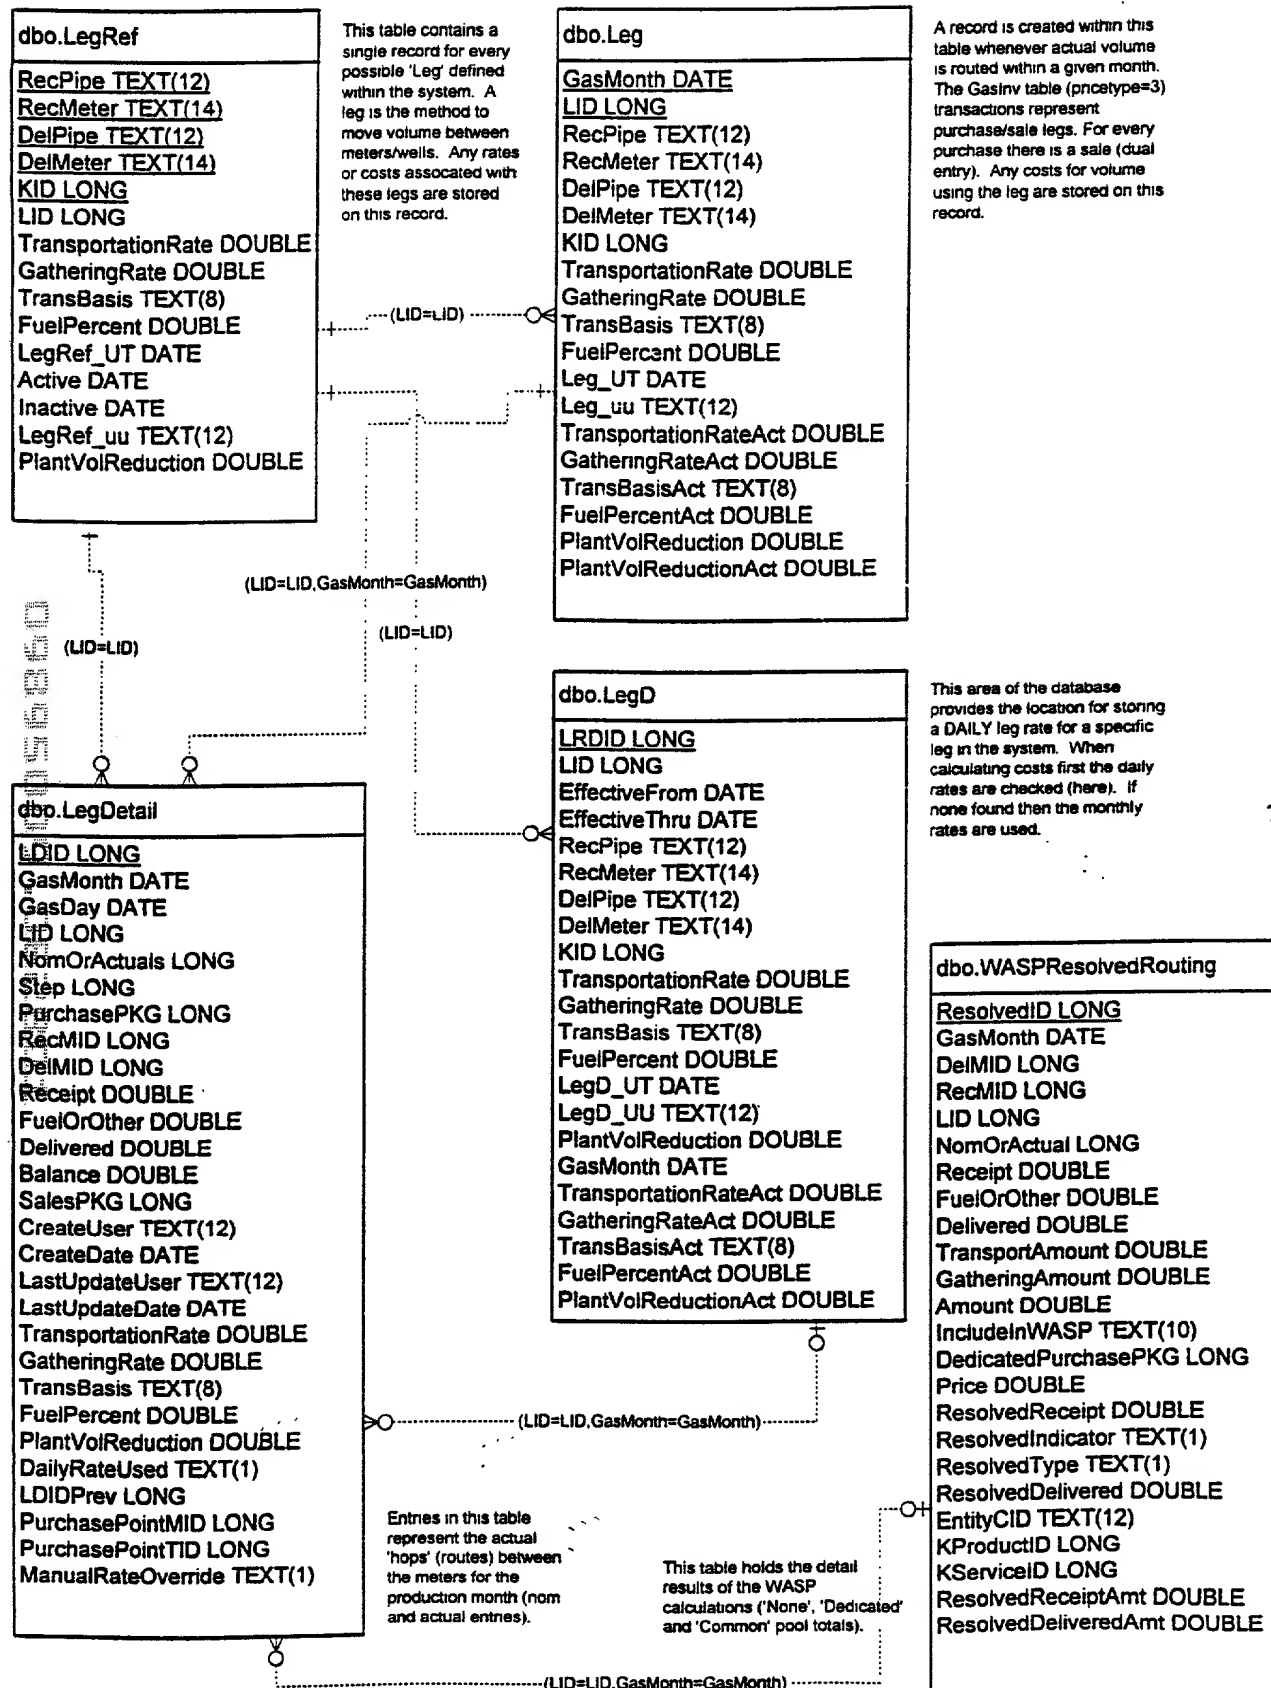 dbo.LegRef
RecPipe TEXT(12)
RecMeter TEXT(14)
DelPipe TEXT(12)
DelMeter TEXT(14)
KID LONG
LID LONG
TransportationRate DOUBLE
GatheringRate DOUBLE
TransBasis TEXT(8)
FuelPercent DOUBLE
LegRef_UT DATE
Active DATE
Inactive DATE
LegRef_uu TEXT(12)
PlantVolReduction DOUBLE
This table contains a
single record for every
possible 'Leg' defined
within the system. A
leg is the method to
move volume between
meters/wells. Any rates
or costs assocated with
these legs are stored
on this record.
dbo.Leg
GasMonth DATE
LID LONG
RecPipe TEXT(12)
RecMeter TEXT(14)
DelPipe TEXT(12)
DelMeter TEXT(14)
KID LONG
TransportationRate DOUBLE
GatheringRate DOUBLE
TransBasis TEXT(8)
FuelPercent DOUBLE
Leg_UT DATE
Leg_uu TEXT(12)
TransportationRateAct DOUBLE
GatheringRateAct DOUBLE
TransBasisAct TEXT(8)
FuelPercentAct DOUBLE
PlantVolReduction DOUBLE
PlantVolReductionAct DOUBLE
A record is created within this
table whenever actual volume
is routed within a given month.
The GasInv table (pricetype=3)
transactions represent
purchase/sale legs. For every
purchase there is a sale (dual
entry). Any costs for volume
using the leg are stored on this
record.
(LID=LID)
(LID=LID,GasMonth=GasMonth)
(LID=LID)
(LID=LID)
dbo.LegD
LRDID LONG
LID LONG
EffectiveFrom DATE
EffectiveThru DATE
RecPipe TEXT(12)
RecMeter TEXT(14)
DelPipe TEXT(12)
DelMeter TEXT(14)
KID LONG
TransportationRate DOUBLE
GatheringRate DOUBLE
TransBasis TEXT(8)
FuelPercent DOUBLE
LegD_UT DATE
LegD_UU TEXT(12)
PlantVolReduction DOUBLE
GasMonth DATE
TransportationRateAct DOUBLE
GatheringRateAct DOUBLE
TransBasisAct TEXT(8)
FuelPercentAct DOUBLE
PlantVolReductionAct DOUBLE
This area of the database
provides the location for storing
a DAILY leg rate for a specific
leg in the system. When
calculating costs first the daily
rates are checked (here). If
none found then the monthly
rates are used.
dbo.LegDetail
LDID LONG
GasMonth DATE
GasDay DATE
LID LONG
NomOrActuals LONG
Step LONG
PurchasePKG LONG
RecMID LONG
DelMID LONG
Receipt DOUBLE
FuelOrOther DOUBLE
Delivered DOUBLE
Balance DOUBLE
SalesPKG LONG
CreateUser TEXT(12)
CreateDate DATE
LastUpdateUser TEXT(12)
LastUpdateDate DATE
TransportationRate DOUBLE
GatheringRate DOUBLE
TransBasis TEXT(8)
FuelPercent DOUBLE
PlantVolReduction DOUBLE
DailyRateUsed TEXT(1)
LDIDPrev LONG
PurchasePointMID LONG
PurchasePointTID LONG
ManualRateOverride TEXT(1)
(LID=LID,GasMonth=GasMonth)
Entries in this table
represent the actual
'hops' (routes) between
the meters for the
production month (nom
and actual entries).
This table holds the detail
results of the WASP
calculations ('None', 'Dedicated'
and 'Common' pool totals).
dbo.WASPResolvedRouting
ResolvedID LONG
GasMonth DATE
DelMID LONG
RecMID LONG
LID LONG
NomOrActual LONG
Receipt DOUBLE
FuelOrOther DOUBLE
Delivered DOUBLE
TransportAmount DOUBLE
GatheringAmount DOUBLE
Amount DOUBLE
IncludeInWASP TEXT(10)
DedicatedPurchasePKG LONG
Price DOUBLE
ResolvedReceipt DOUBLE
ResolvedIndicator TEXT(1)
ResolvedType TEXT(1)
ResolvedDelivered DOUBLE
EntityCID TEXT(12)
KProductID LONG
KServiceID LONG
ResolvedReceiptAmt DOUBLE
ResolvedDeliveredAmt DOUBLE
(LID=LID,GasMonth=GasMonth)